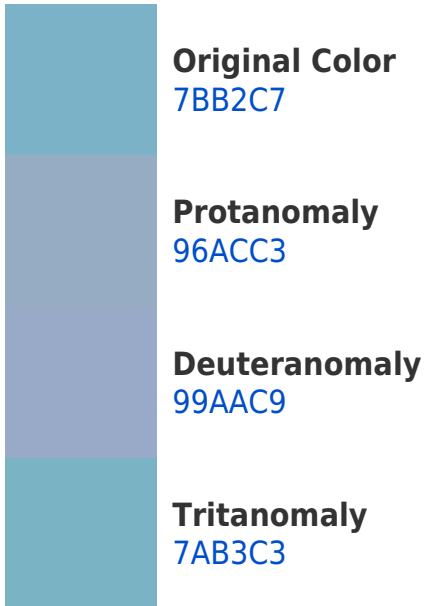 Original Color
7BB2C7
Protanomaly
96ACC3
Deuteranomaly
99AAC9
Tritanomaly
7AB3C3